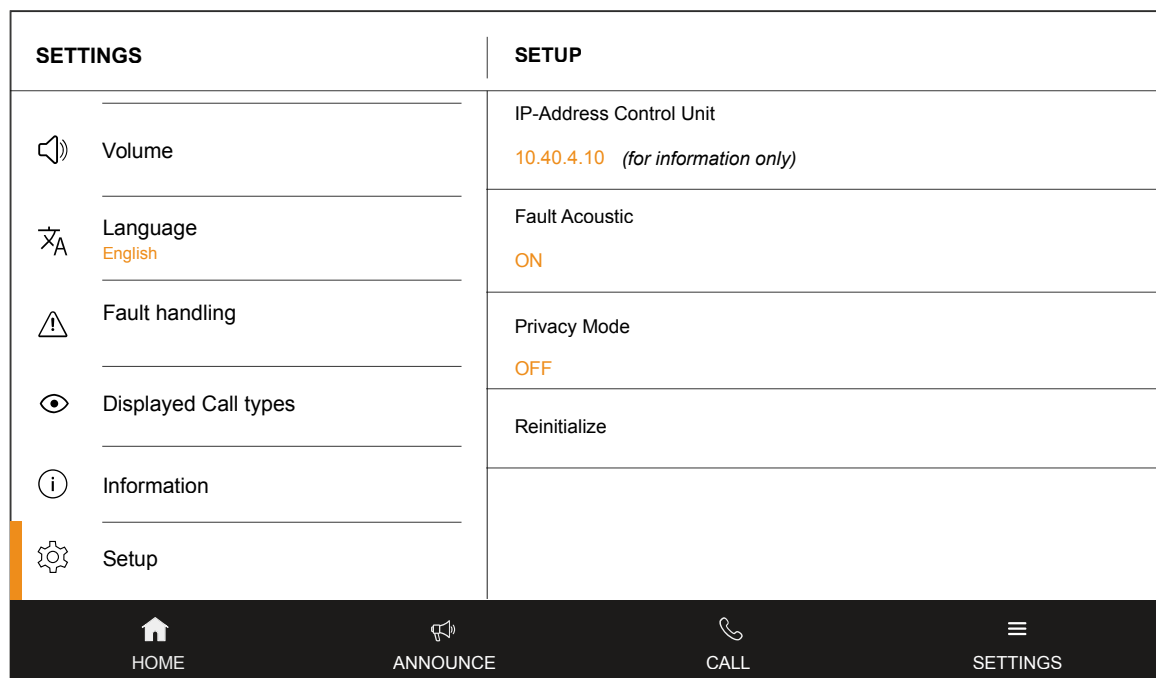 SETTINGS
Volume
Language
English
Fault handling
Displayed Call types
Information
Setup
SETUP
IP-Address Control Unit
10.40.4.10 (for information only)
Fault Acoustic
ON
Privacy Mode
OFF
Reinitialize
HOME ANNOUNCE CALL SETTINGS